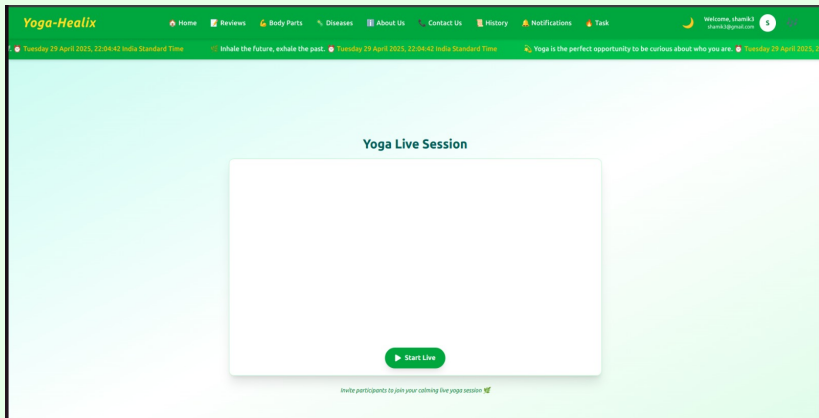 Yoga-Healix
🏠 Home 📝 Reviews 💪 Body Parts 🦠 Diseases ℹ️ About Us 📞 Contact Us 📜 History 🔔 Notifications 🔥 Task
Welcome, shamik3
shamik3@gmail.com
S
⏰ Tuesday 29 April 2025, 22:04:42 India Standard Time 🌿 Inhale the future, exhale the past. ⏰ Tuesday 29 April 2025, 22:04:42 India Standard Time 💫 Yoga is the perfect opportunity to be curious about who you are. ⏰ Tuesday 29 April 2025,
Yoga Live Session
▶ Start Live
Invite participants to join your calming live yoga session 🌿